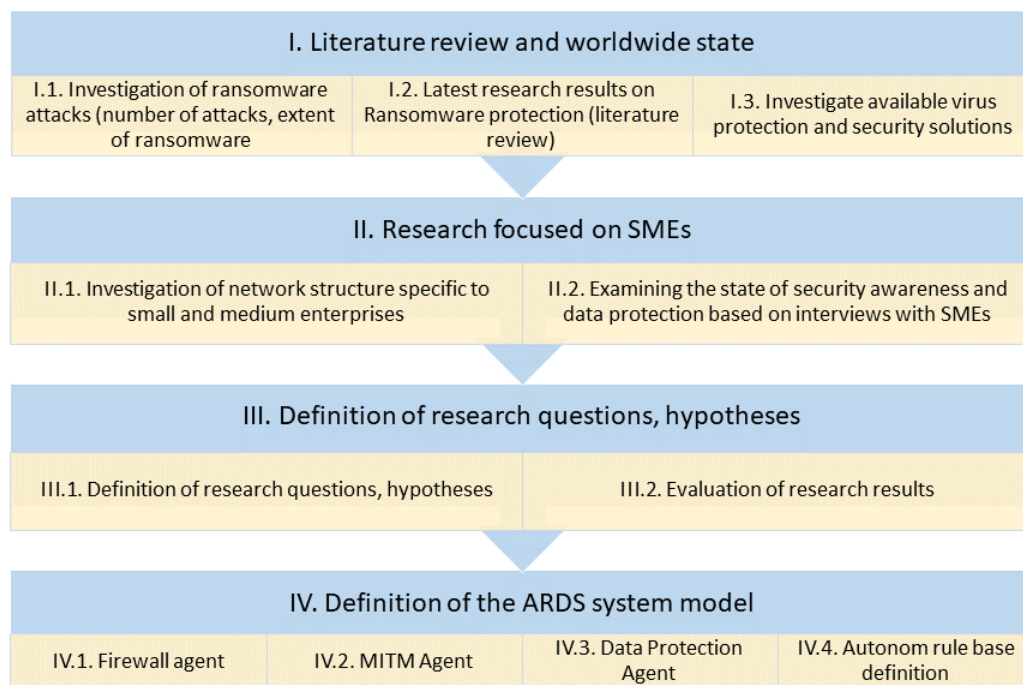 I. Literature review and worldwide state
I.1. Investigation of ransomware
attacks (number of attacks, extent
of ransomware
I.2. Latest research results on
Ransomware protection (literature
review)
I.3. Investigate available virus
protection and security solutions
II. Research focused on SMEs
II.1. Investigation of network structure specific to
small and medium enterprises
II.2. Examining the state of security awareness and
data protection based on interviews with SMEs
III. Definition of research questions, hypotheses
III.1. Definition of research questions, hypotheses
III.2. Evaluation of research results
IV. Definition of the ARDS system model
IV.1. Firewall agent
IV.2. MITM Agent
IV.3. Data Protection
Agent
IV.4. Autonom rule base
definition